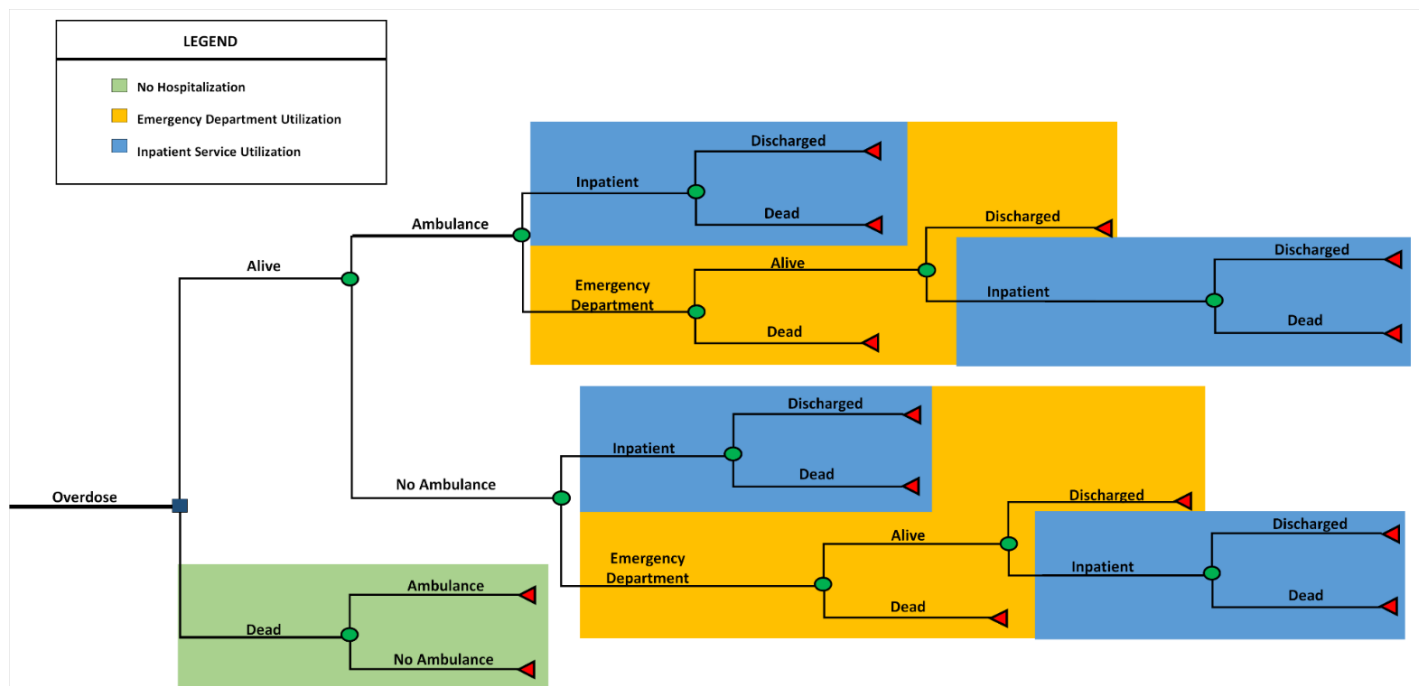 LEGEND
No Hospitalization
Emergency Department Utilization
Inpatient Service Utilization
Discharged
Inpatient
Dead
Ambulance
Discharged
Discharged
Alive
Alive
Emergency
Department
Inpatient
Dead
Dead
Discharged
Inpatient
Dead
No Ambulance
Overdose
Discharged
Discharged
Alive
Emergency
Department
Inpatient
Dead
Dead
Ambulance
Dead
No Ambulance